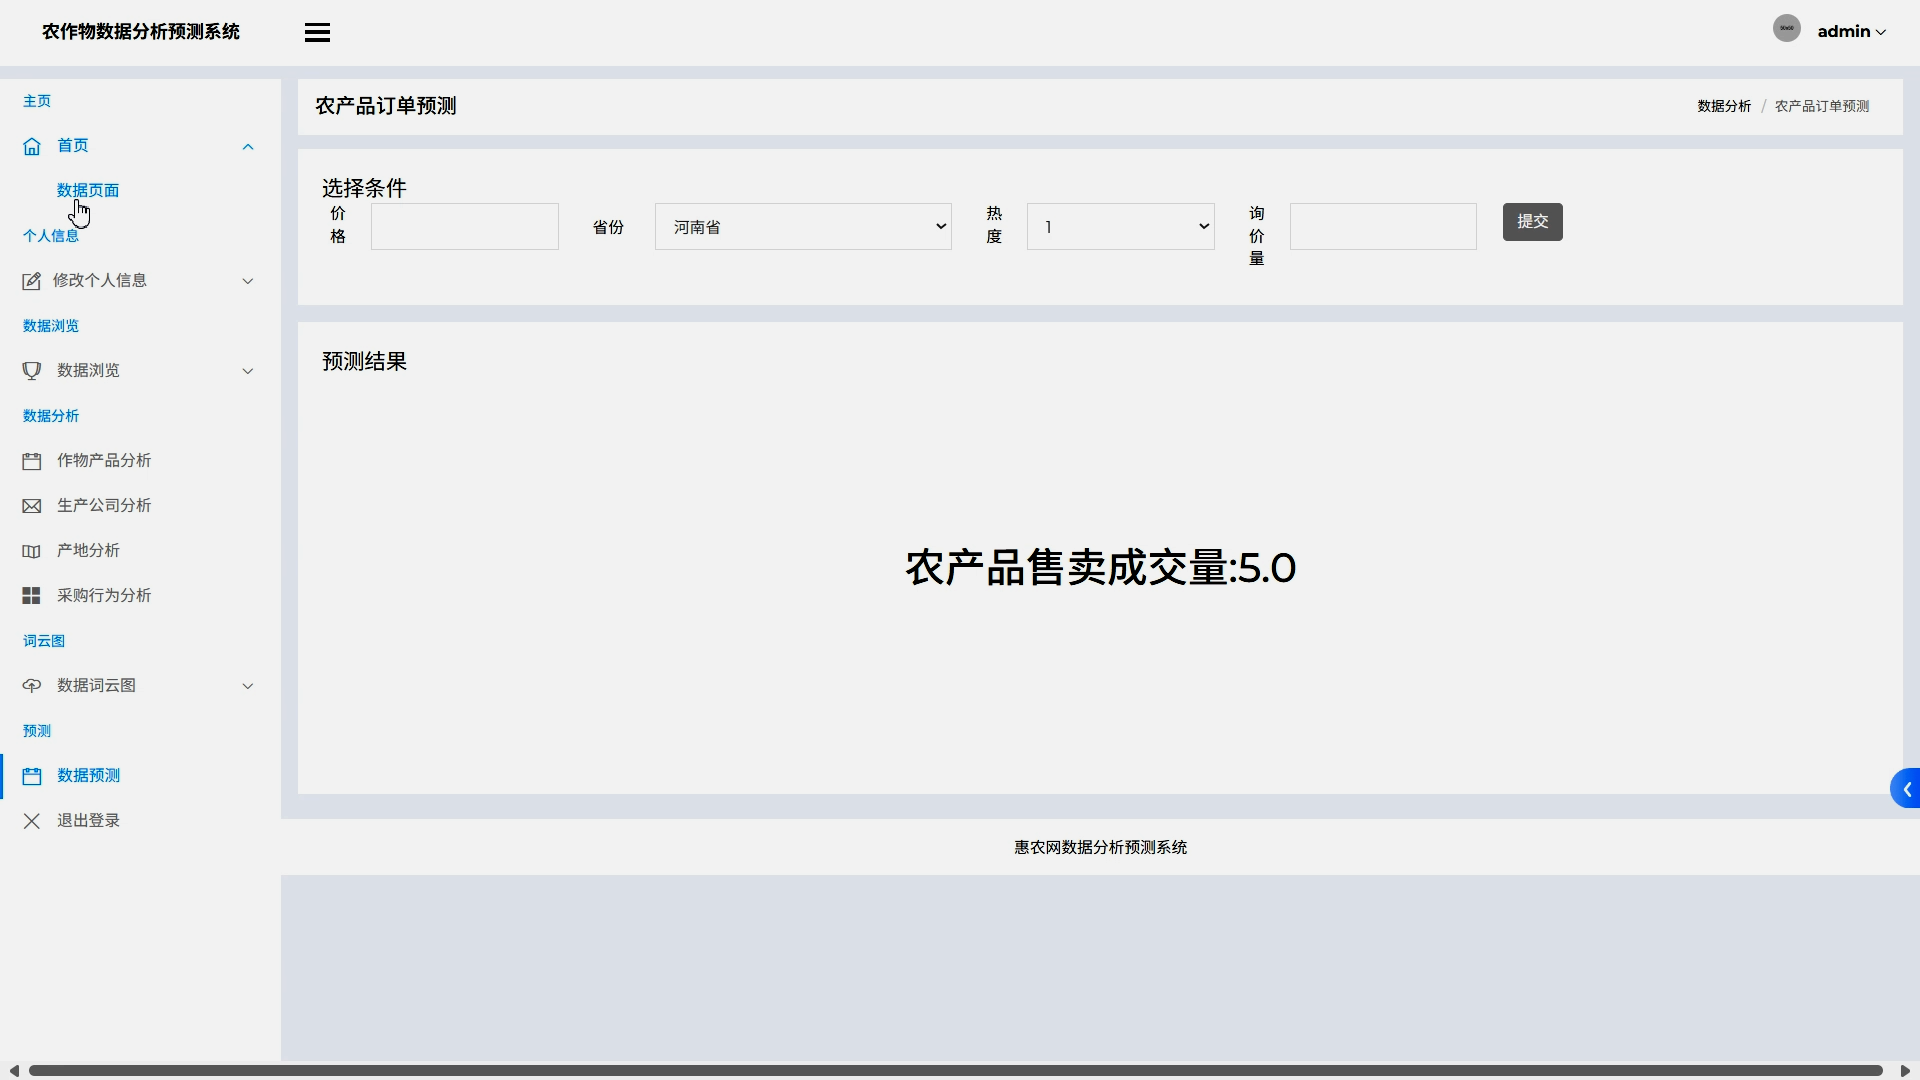 农作物数据分析预测系统
admin
主页
首页
数据页面
个人信息
修改个人信息
数据浏览
数据浏览
数据分析
作物产品分析
生产公司分析
产地分析
采购行为分析
词云图
数据词云图
预测
数据预测
退出登录
农产品订单预测
数据分析 / 农产品订单预测
选择条件
价格
省份
河南省
热度
1
询价量
提交
预测结果
农产品售卖成交量:5.0
惠农网数据分析预测系统